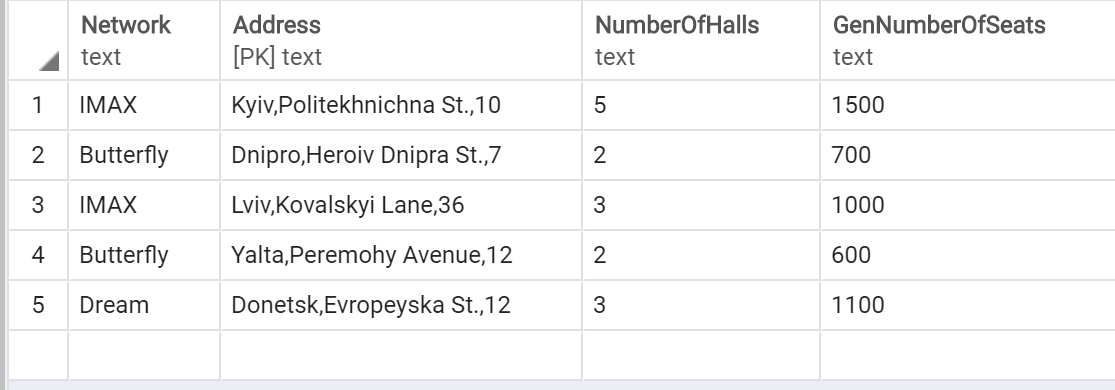 Network Address NumberOfHalls GenNumberOfSeats
text [PK] text text text
1 IMAX Kyiv,Politekhnichna St.,10 5 1500
2 Butterfly Dnipro,Heroiv Dnipra St.,7 2 700
3 IMAX Lviv,Kovalskyi Lane,36 3 1000
4 Butterfly Yalta,Peremohy Avenue,12 2 600
5 Dream Donetsk,Evropeyska St.,12 3 1100